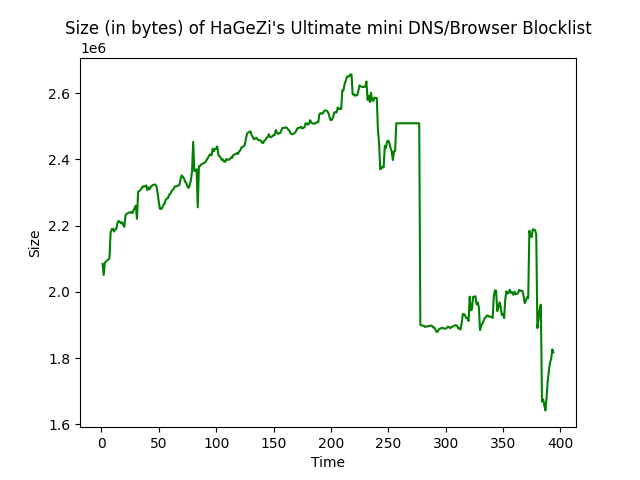 Size (in bytes) of HaGeZi's Ultimate mini DNS/Browser Blocklist
1e6
2.6
2.4
2.2
2.0
1.8
1.6
Size
0 50 100 150 200 250 300 350 400
Time